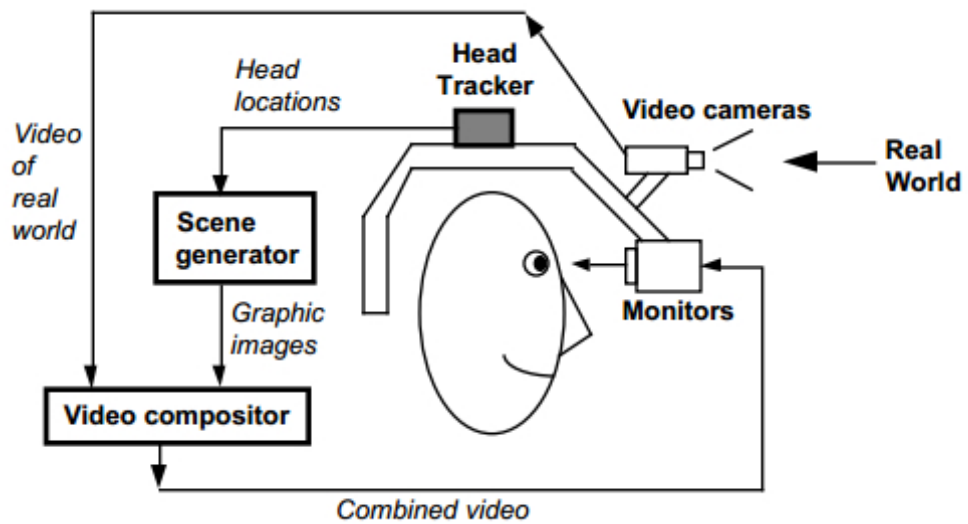 Head
Tracker
Head
locations
Video cameras
Real
World
Video
of
real
world
Scene
generator
Monitors
Graphic
images
Video compositor
Combined video